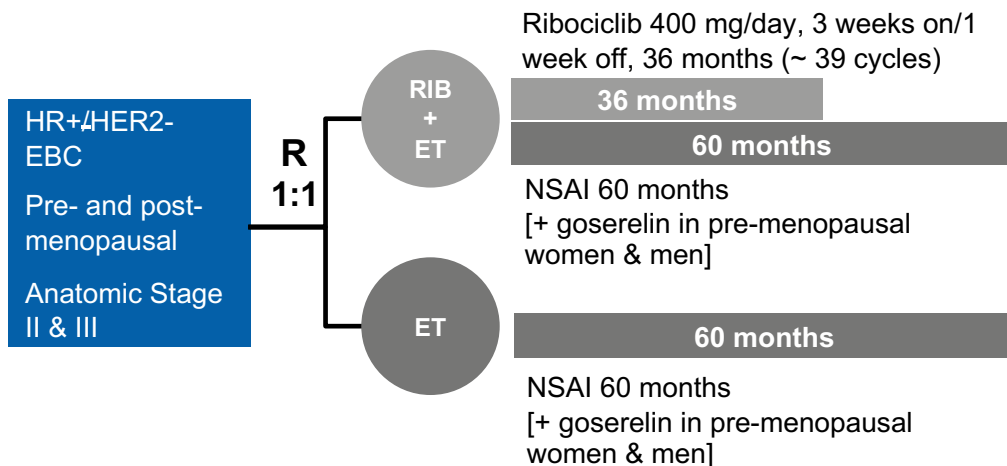 Ribociclib 400 mg/day, 3 weeks on/1
week off, 36 months (~ 39 cycles)
HR+/HER2-
EBC
Pre- and post-
menopausal
Anatomic Stage
II & III
R
1:1
RIB
+
ET
36 months
60 months
NSAI 60 months
[+ goserelin in pre-menopausal
women & men]
ET
60 months
NSAI 60 months
[+ goserelin in pre-menopausal
women & men]